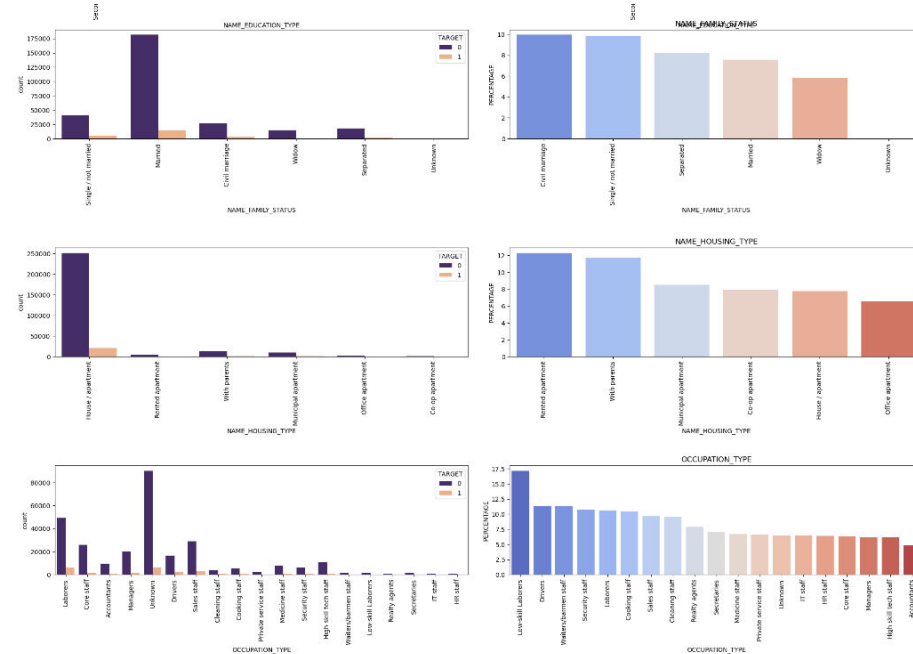 Secor
Secor
NAME_EDUCATION_TYPE
TARGET
0
1
count
175000
150000
125000
100000
75000
50000
25000
0
Single / not married
Married
Civil marriage
Widow
Separated
Unknown
NAME_FAMILY_STATUS
NAME_FAMILY_STATUS
PERCENTAGE
10
8
6
4
2
0
Civil marriage
Single / not married
Separated
Married
Widow
Unknown
NAME_FAMILY_STATUS
TARGET
0
1
count
250000
200000
150000
100000
50000
0
House / apartment
Rented apartment
With parents
Municipal apartment
Office apartment
Co-op apartment
NAME_HOUSING_TYPE
NAME_HOUSING_TYPE
PERCENTAGE
12
10
8
6
4
2
0
Rented apartment
With parents
Municipal apartment
Co-op apartment
House / apartment
Office apartment
NAME_HOUSING_TYPE
TARGET
0
1
count
80000
60000
40000
20000
0
Laborers
Core staff
Accountants
Managers
Unknown
Drivers
Sales staff
Cleaning staff
Cooking staff
Private service staff
Medicine staff
Security staff
High skill tech staff
Waiters/barmen staff
Low-skill Laborers
Realty agents
Secretaries
IT staff
HR staff
OCCUPATION_TYPE
OCCUPATION_TYPE
PERCENTAGE
17.5
15.0
12.5
10.0
7.5
5.0
2.5
0.0
Low-skill Laborers
Drivers
Waiters/barmen staff
Security staff
Laborers
Cooking staff
Sales staff
Cleaning staff
Realty agents
Secretaries
Medicine staff
Private service staff
Unknown
IT staff
HR staff
Core staff
Managers
High skill tech staff
Accountants
OCCUPATION_TYPE